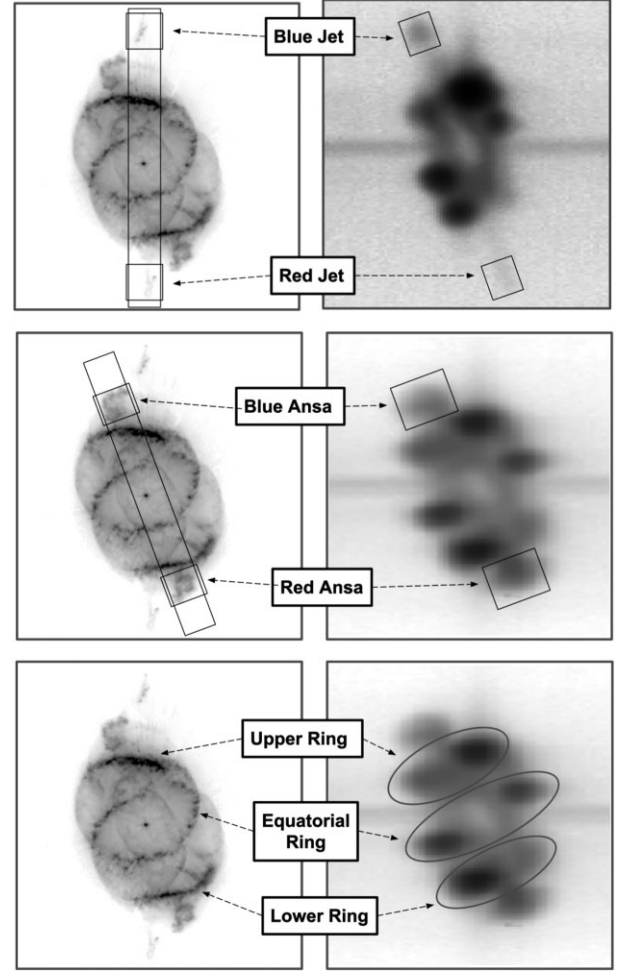 Blue Jet
Red Jet
Blue Ansa
Red Ansa
Upper Ring
Equatorial
Ring
Lower Ring